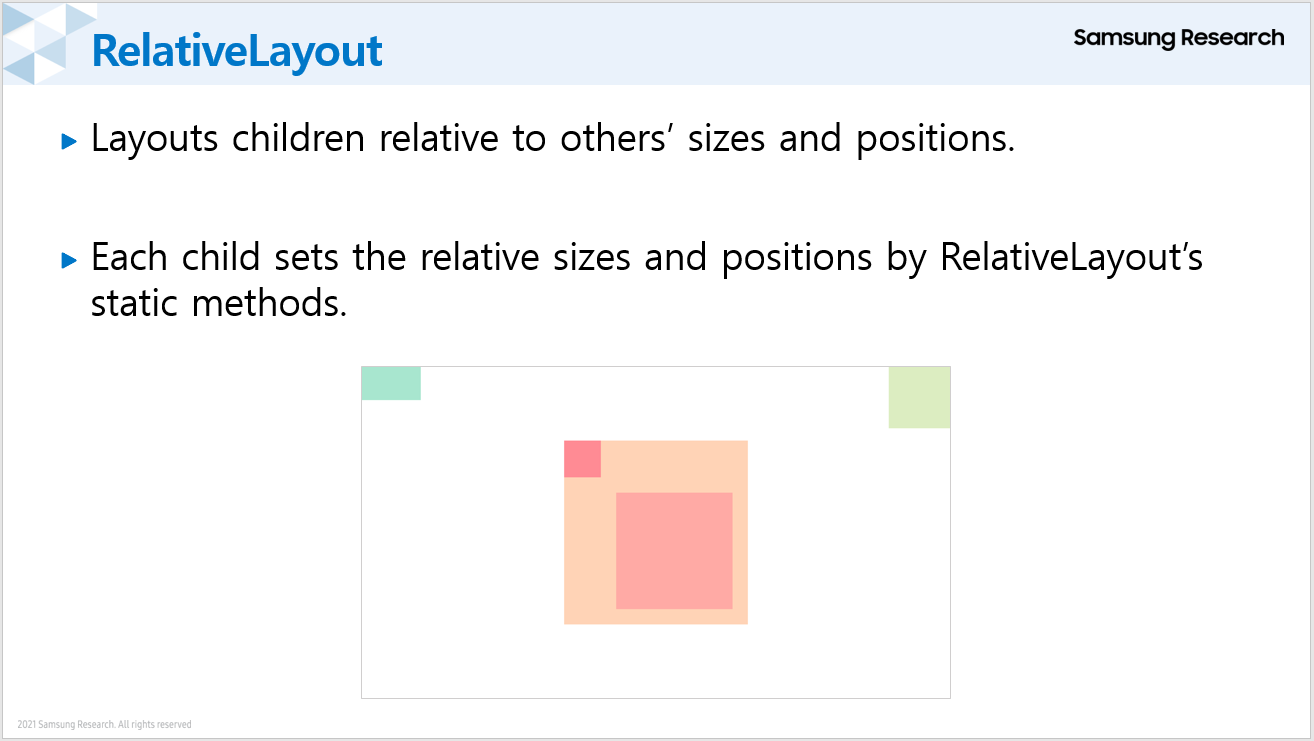 RelativeLayout
Samsung Research
Layouts children relative to others’ sizes and positions.
Each child sets the relative sizes and positions by RelativeLayout’s
static methods.
2021 Samsung Research. All rights reserved